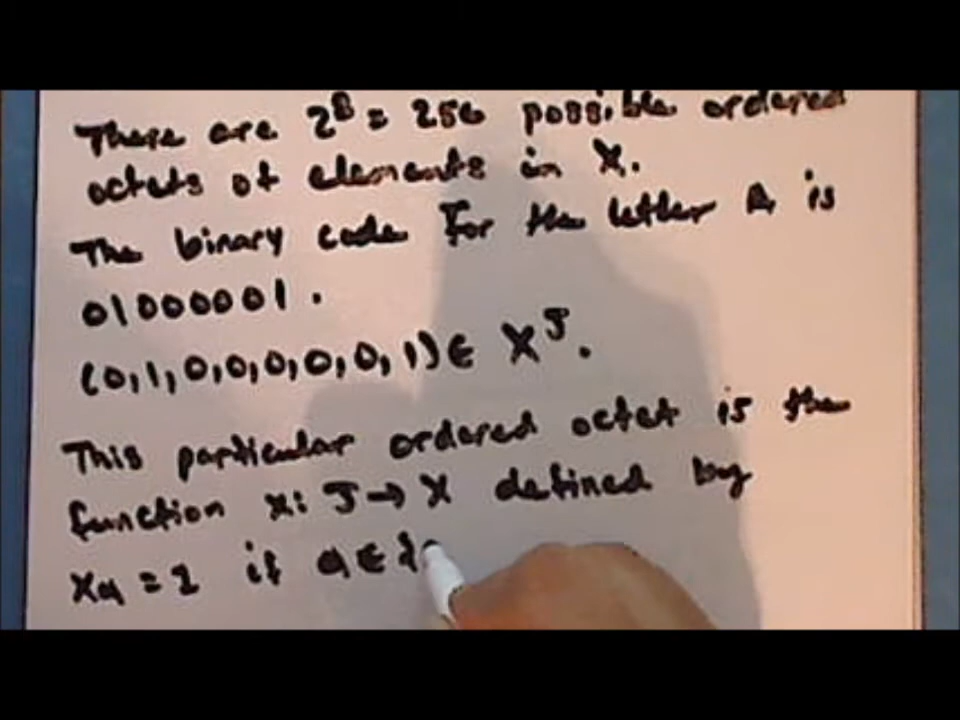 There are 2⁸ = 256 possible ordered
octets of elements in X.
The binary code for the letter A is
01000001.
(0,1,0,0,0,0,0,1) ∈ X^J.
This particular ordered octet is the
function x: J → X defined by
xa = 1 if a ∈ {